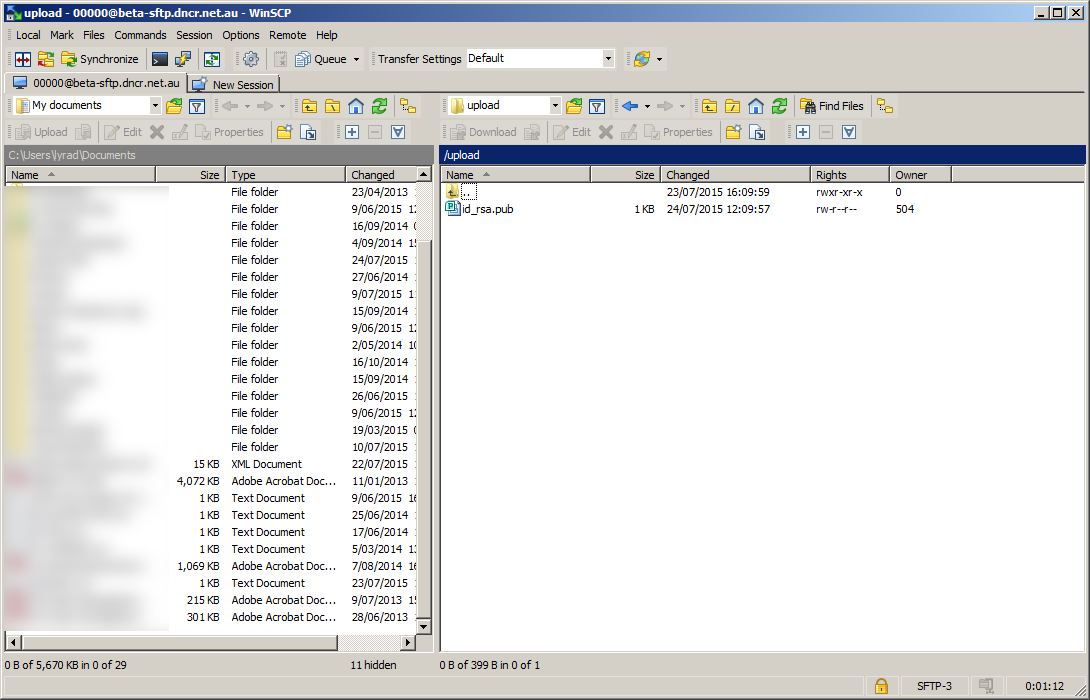 upload - 00000@beta-sftp.dncr.net.au - WinSCP
Local Mark Files Commands Session Options Remote Help
Synchronize Queue Transfer Settings Default
00000@beta-sftp.dncr.net.au New Session
My documents upload Find Files
Upload Edit Properties Download Edit Properties
C:\Users\lyrad\Documents /upload
Name Size Type Changed Name Size Changed Rights Owner
File folder 23/04/2013 .. 23/07/2015 16:09:59 rwxr-xr-x 0
File folder 9/06/2015 id_rsa.pub 1 KB 24/07/2015 12:09:57 rw-r--r-- 504
File folder 16/09/2014
File folder 4/09/2014
File folder 24/07/2015
File folder 27/06/2014
File folder 9/07/2015
File folder 15/09/2014
File folder 9/06/2015
File folder 2/05/2014
File folder 16/10/2014
File folder 15/09/2014
File folder 26/06/2015
File folder 9/06/2015
File folder 19/03/2015
File folder 10/07/2015
15 KB XML Document 22/07/2015
4,072 KB Adobe Acrobat Doc... 11/01/2013
1 KB Text Document 9/06/2015
1 KB Text Document 25/06/2014
1 KB Text Document 17/06/2014
1 KB Text Document 5/03/2014
1,069 KB Adobe Acrobat Doc... 7/08/2014
1 KB Text Document 23/07/2015
215 KB Adobe Acrobat Doc... 9/07/2013
301 KB Adobe Acrobat Doc... 28/06/2013
0 B of 5,670 KB in 0 of 29 11 hidden 0 B of 399 B in 0 of 1
SFTP-3 0:01:12